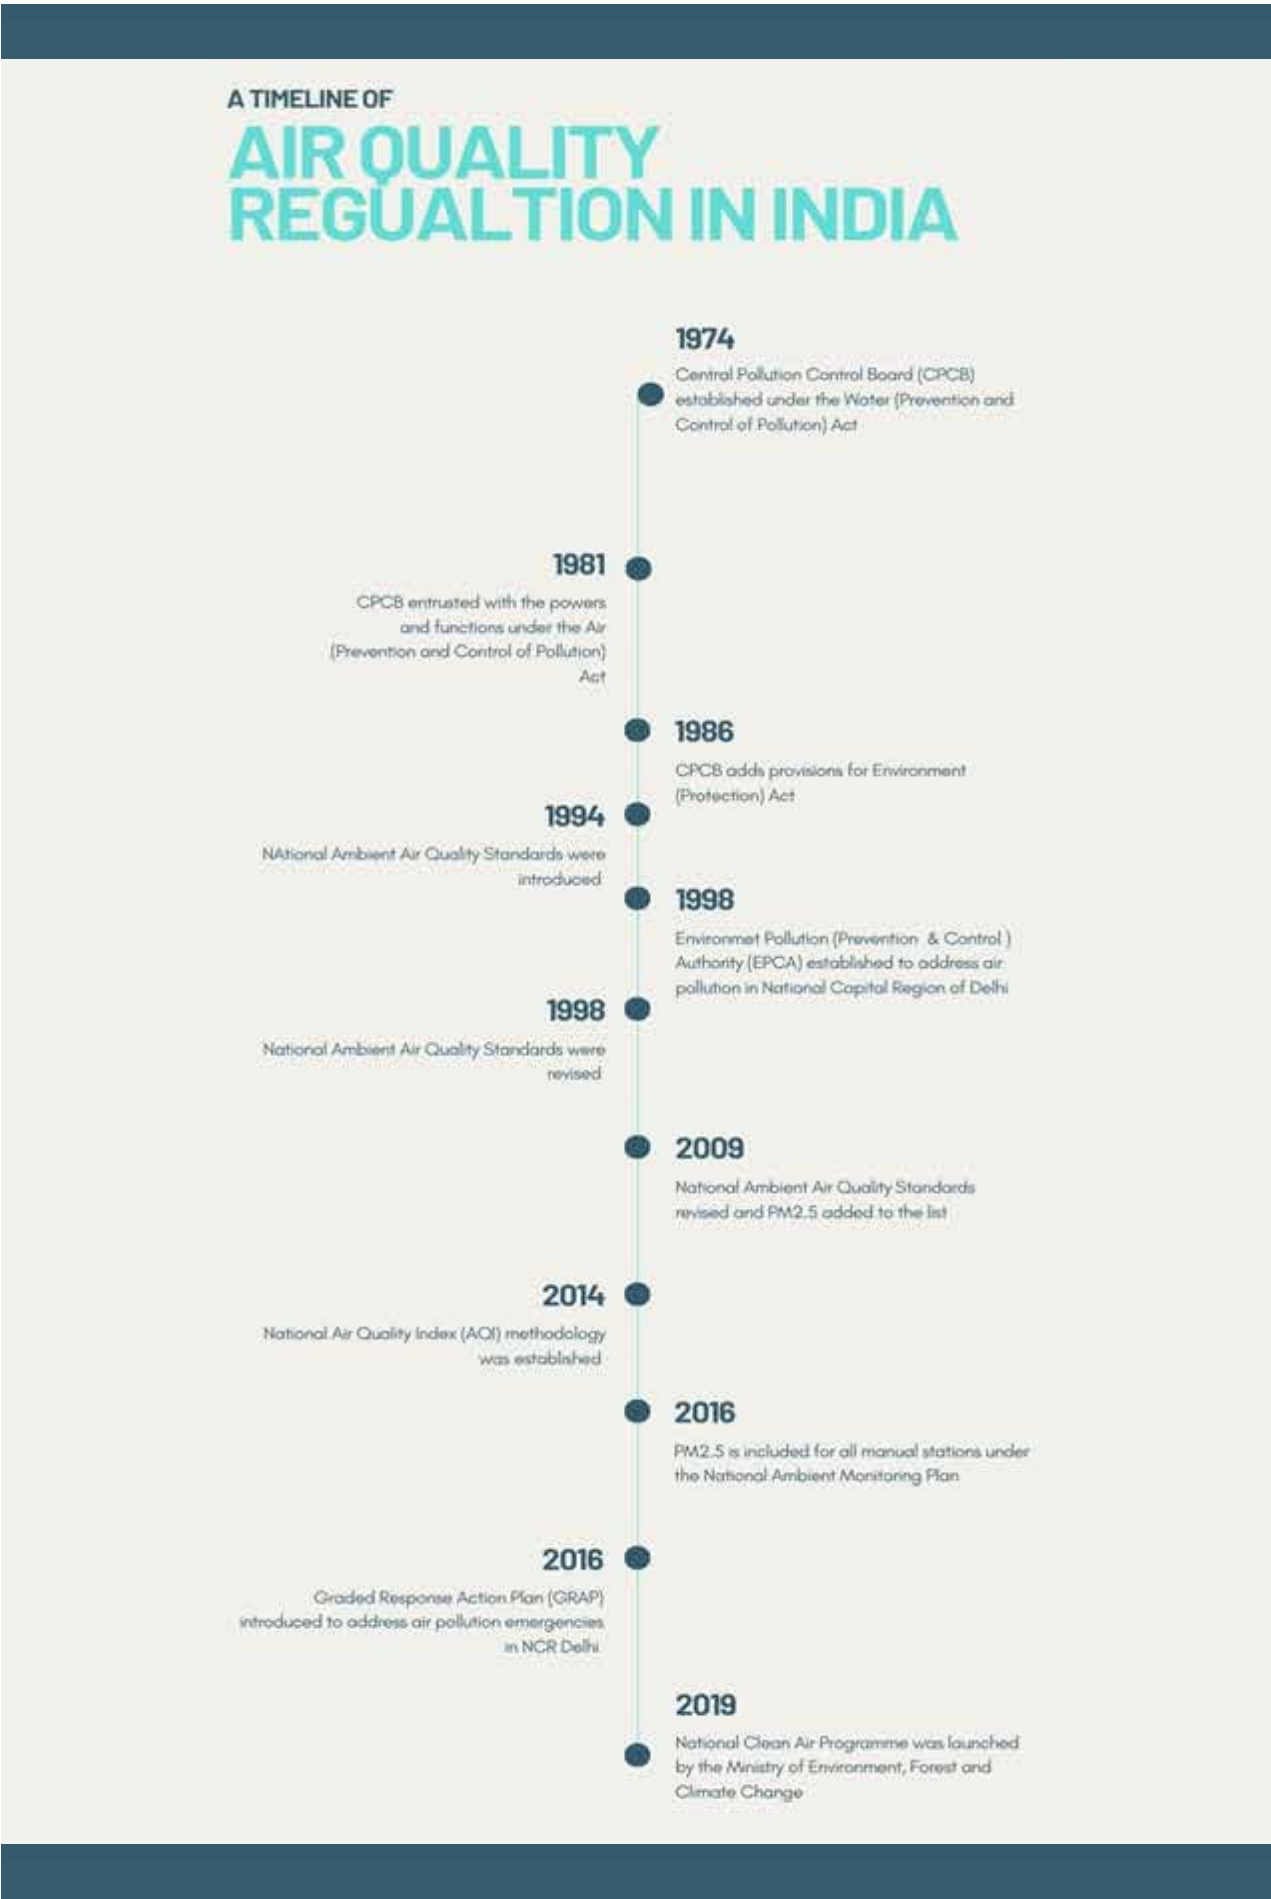 A TIMELINE OF
AIR QUALITY
REGUALTION IN INDIA
1974
Central Pollution Control Board (CPCB)
established under the Water (Prevention and
Control of Pollution) Act
1981
CPCB entrusted with the powers
and functions under the Air
(Prevention and Control of Pollution)
Act
1986
CPCB adds provisions for Environment
(Protection) Act
1994
NAtional Ambient Air Quality Standards were
introduced
1998
Environmet Pollution (Prevention & Control )
Authority (EPCA) established to address air
pollution in National Capital Region of Delhi
1998
National Ambient Air Quality Standards were
revised
2009
National Ambient Air Quality Standards
revised and PM2.5 added to the list
2014
National Air Quality Index (AQI) methodology
was established
2016
PM2.5 is included for all manual stations under
the National Ambient Monitoring Plan
2016
Graded Response Action Plan (GRAP)
introduced to address air pollution emergencies
in NCR Delhi
2019
National Clean Air Programme was launched
by the Ministry of Environment, Forest and
Climate Change